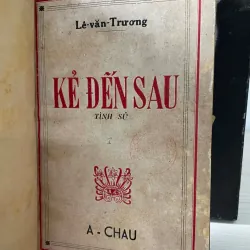 Lê-văn-Trương
KẺ ĐẾN SAU
TÌNH SỬ
A - CHAU